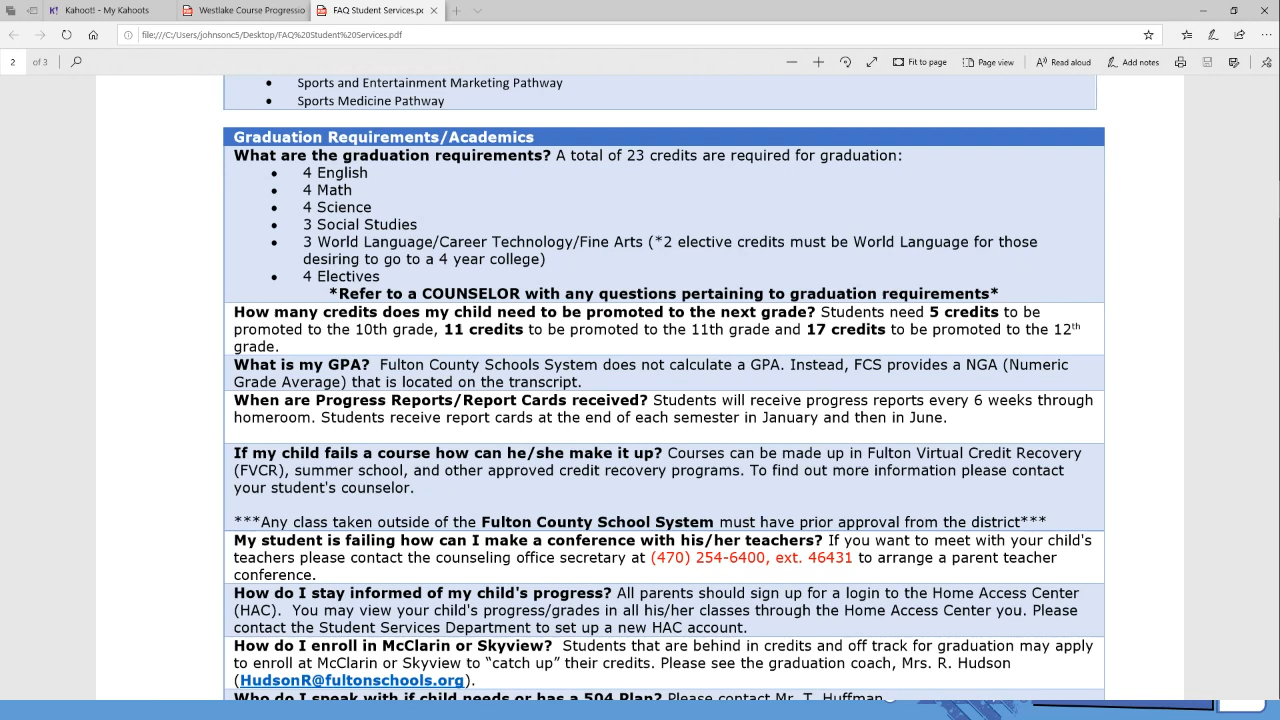 Kahoot! - My Kahoots
Westlake Course Progressio
FAQ Student Services.pc
file:///C:/Users/johnsonc5/Desktop/FAQ%20Student%20Services.pdf
2 of 3
Fit to page
Page view
Read aloud
Add notes
• Sports and Entertainment Marketing Pathway
• Sports Medicine Pathway
Graduation Requirements/Academics
What are the graduation requirements? A total of 23 credits are required for graduation:
• 4 English
• 4 Math
• 4 Science
• 3 Social Studies
• 3 World Language/Career Technology/Fine Arts (*2 elective credits must be World Language for those
desiring to go to a 4 year college)
• 4 Electives
*Refer to a COUNSELOR with any questions pertaining to graduation requirements*
How many credits does my child need to be promoted to the next grade? Students need 5 credits to be
promoted to the 10th grade, 11 credits to be promoted to the 11th grade and 17 credits to be promoted to the 12th
grade.
What is my GPA? Fulton County Schools System does not calculate a GPA. Instead, FCS provides a NGA (Numeric
Grade Average) that is located on the transcript.
When are Progress Reports/Report Cards received? Students will receive progress reports every 6 weeks through
homeroom. Students receive report cards at the end of each semester in January and then in June.
If my child fails a course how can he/she make it up? Courses can be made up in Fulton Virtual Credit Recovery
(FVCR), summer school, and other approved credit recovery programs. To find out more information please contact
your student's counselor.
***Any class taken outside of the Fulton County School System must have prior approval from the district***
My student is failing how can I make a conference with his/her teachers? If you want to meet with your child's
teachers please contact the counseling office secretary at (470) 254-6400, ext. 46431 to arrange a parent teacher
conference.
How do I stay informed of my child's progress? All parents should sign up for a login to the Home Access Center
(HAC). You may view your child's progress/grades in all his/her classes through the Home Access Center you. Please
contact the Student Services Department to set up a new HAC account.
How do I enroll in McClarin or Skyview? Students that are behind in credits and off track for graduation may apply
to enroll at McClarin or Skyview to “catch up” their credits. Please see the graduation coach, Mrs. R. Hudson
(HudsonR@fultonschools.org).
Who do I speak with if child needs or has a 504 Plan? Please contact Mr. T. Huffman